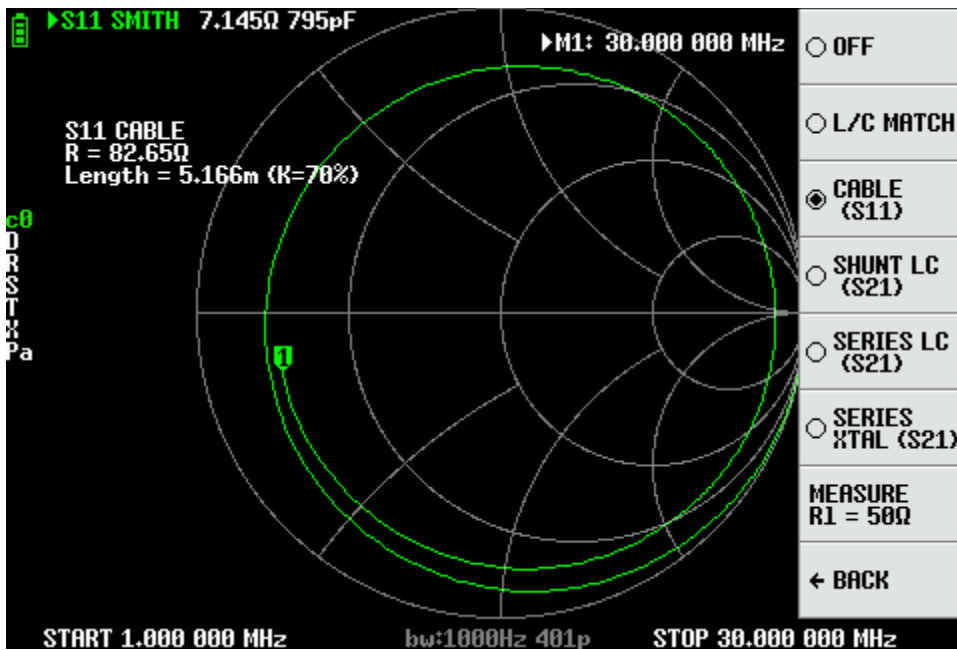 ▶S11 SMITH 7.145Ω 795pF
▶M1: 30.000 000 MHz
S11 CABLE
R = 82.65Ω
Length = 5.166m (K=70%)
c0
D
R
S
T
X
Pa
1
OFF
L/C MATCH
CABLE
(S11)
SHUNT LC
(S21)
SERIES LC
(S21)
SERIES
XTAL (S21)
MEASURE
Rl = 50Ω
← BACK
START 1.000 000 MHz
bw:1000Hz 401p
STOP 30.000 000 MHz